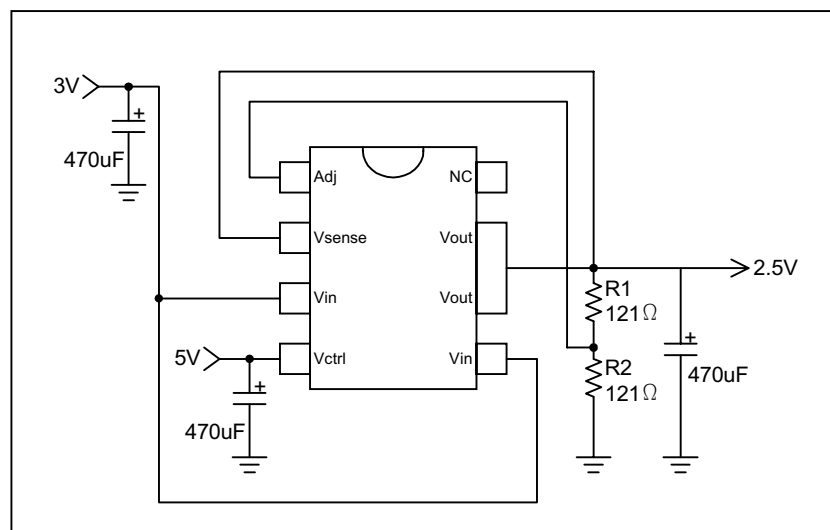 3V
+
470uF
Adj
NC
Vsense
Vout
Vin
Vout
2.5V
R1
121Ω
5V
Vctrl
Vin
+
R2
121Ω
+
470uF
470uF